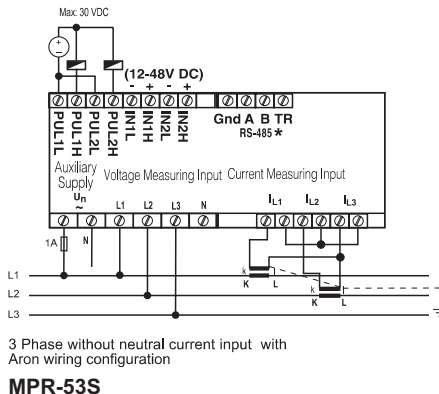 Max: 30 VDC
+
-
(12-48V DC)
- + - +
PUL1L PUL1H PUL2L PUL2H IN1L IN1H IN2L IN2H
Gnd A B TR
RS-485 *
Auxiliary Supply
Voltage Measuring Input Current Measuring Input
Un
~
L1 L2 L3 N
IL1 IL2 IL3
1A
N
L1
k l
K L
L2
k l
K L
L3
3 Phase without neutral current input with
Aron wiring configuration
MPR-53S